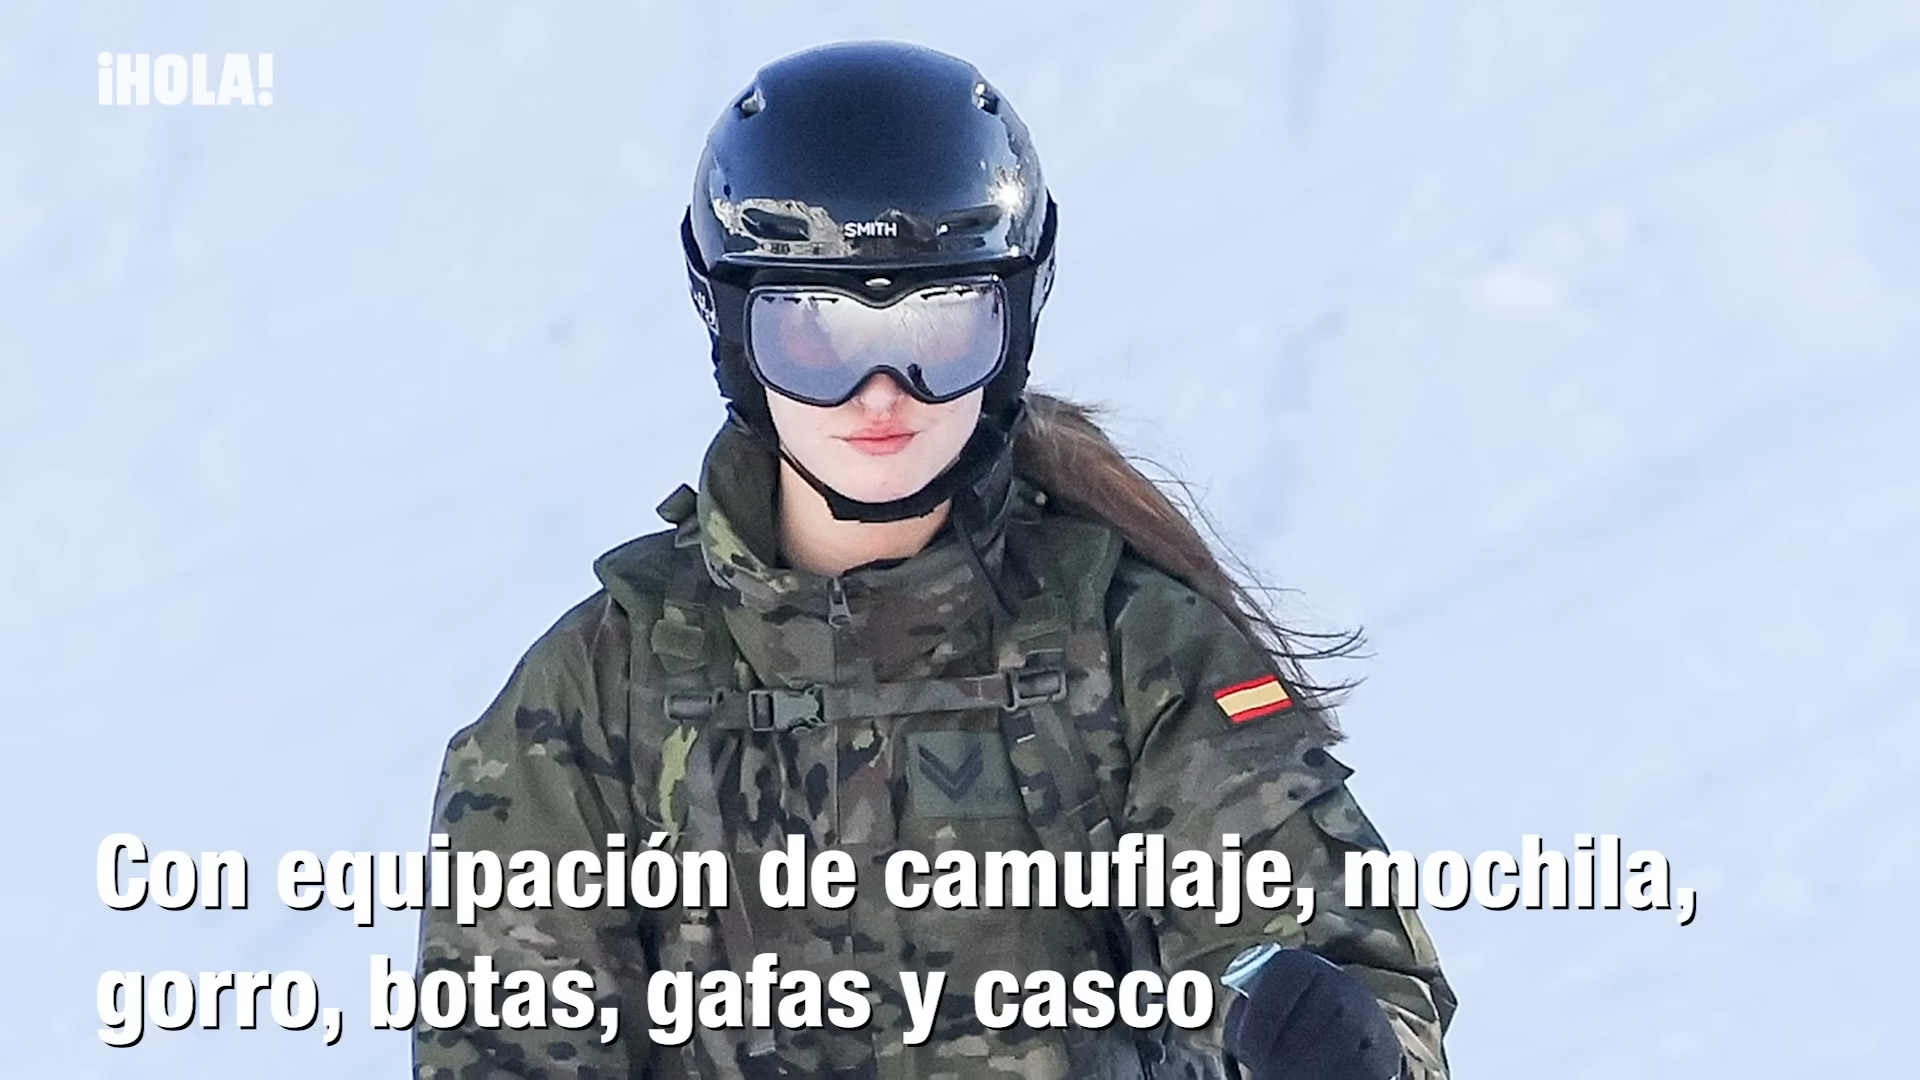 ¡HOLA!
SMITH
Con equipación de camuflaje, mochila,
gorro, botas, gafas y casco